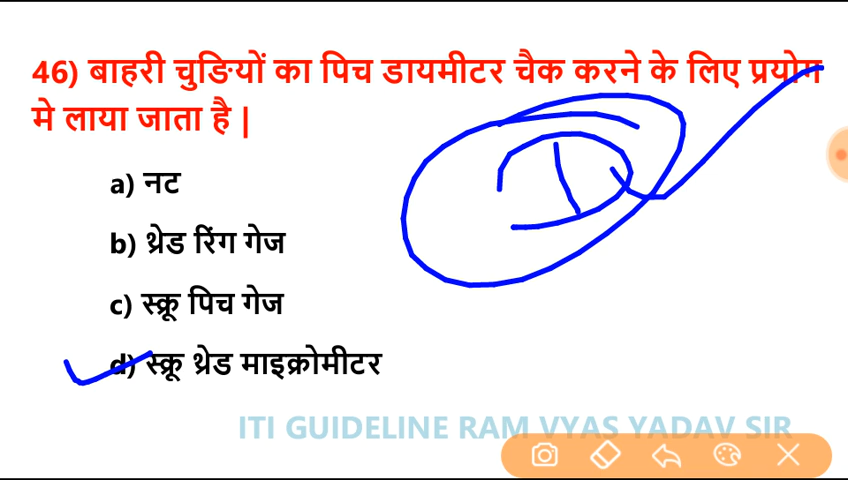 46) बाहरी चुङियों का पिच डायमीटर चैक करने के लिए प्रयोग
मे लाया जाता है |
a) नट
b) थ्रेड रिंग गेज
c) स्क्रू पिच गेज
d) स्क्रू थ्रेड माइक्रोमीटर
ITI GUIDELINE RAM VYAS YADAV SIR